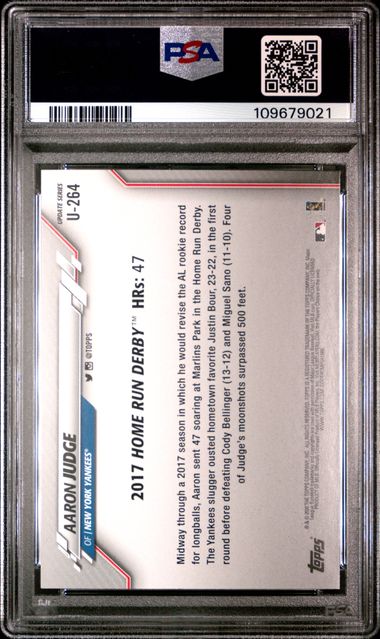 PSA
109679021
UPDATE SERIES
U-264
AARON JUDGE
OF | NEW YORK YANKEES®
@TOPPS
2017 HOME RUN DERBY™ HRs: 47
Midway through a 2017 season in which he would revise the AL rookie record
for longballs, Aaron sent 47 soaring at Marlins Park in the Home Run Derby.
The Yankees slugger ousted hometown favorite Justin Bour, 23-22, in the first
round before defeating Cody Bellinger (13-12) and Miguel Sano (11-10). Four
of Judge's moonshots surpassed 500 feet.
topps
PSA